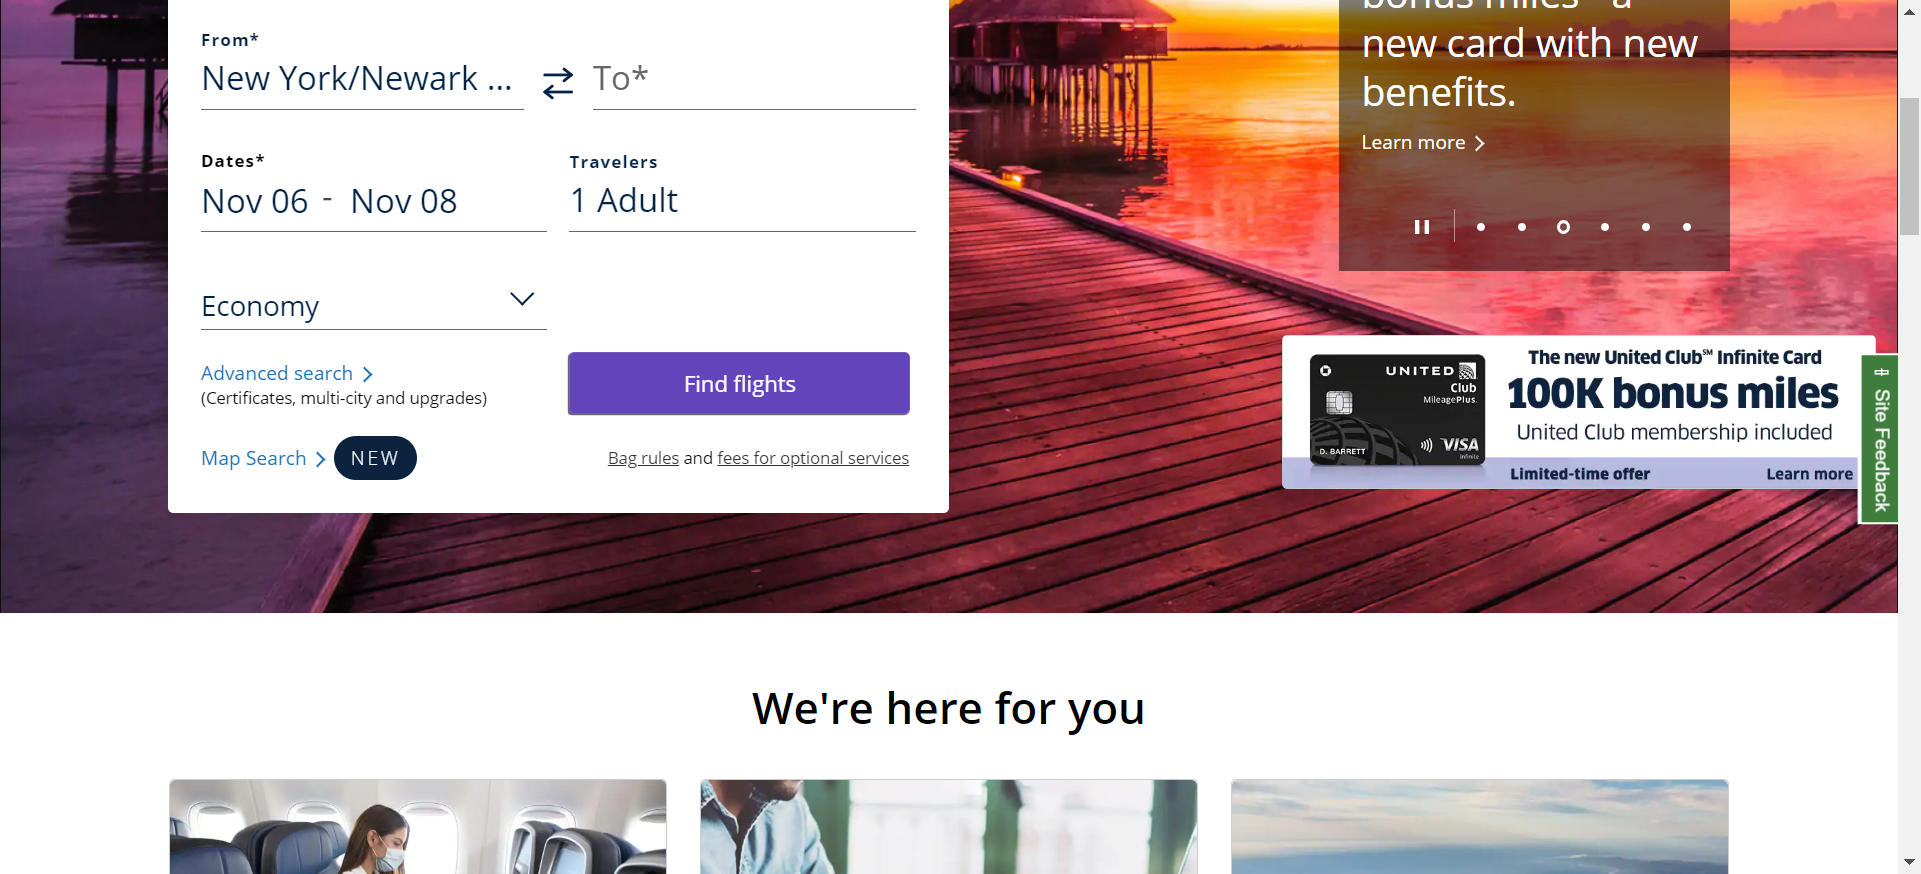 From*
New York/Newark ...
To*
Dates*
Nov 06 - Nov 08
Travelers
1 Adult
Economy
Advanced search
(Certificates, multi-city and upgrades)
Find flights
Map Search
NEW
Bag rules and fees for optional services
new card with new
benefits.
Learn more
UNITED
Club
MileagePlus.
D. BARRETT
VISA
Infinite
The new United Club℠ Infinite Card
100K bonus miles
United Club membership included
Limited-time offer
Learn more
Site Feedback
We're here for you